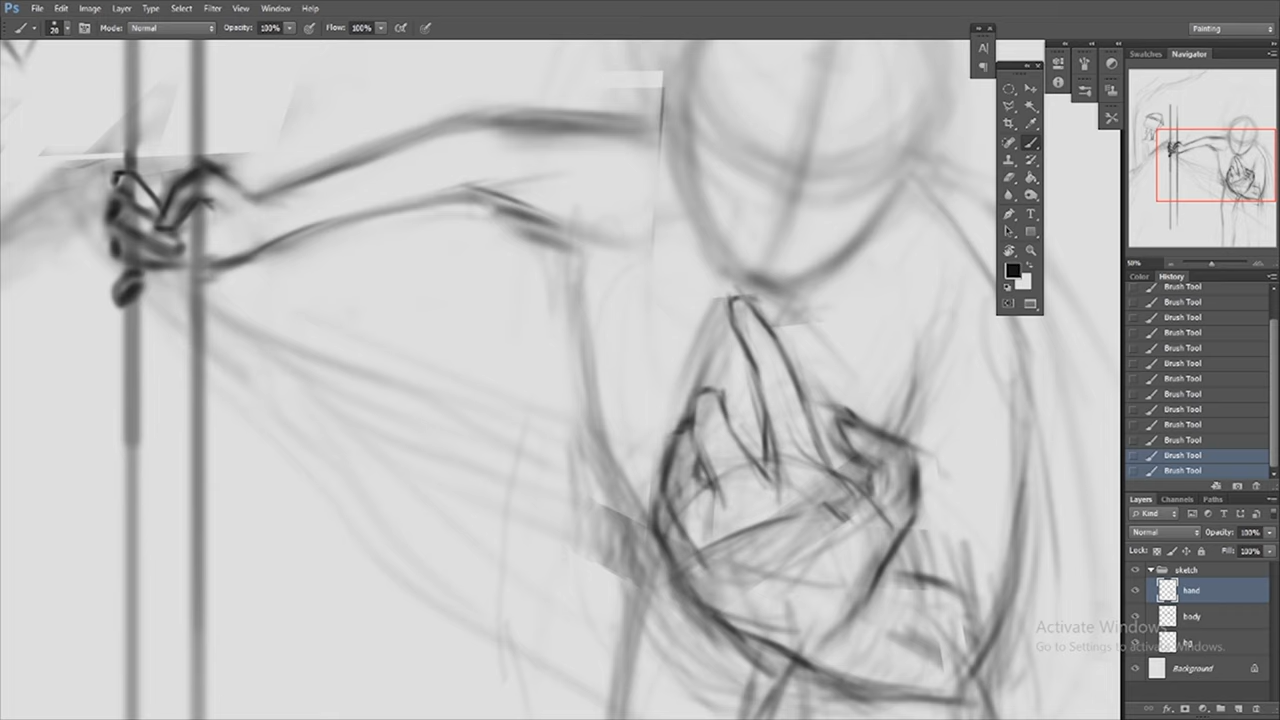 Ps File Edit Image Layer Type Select Filter View Window Help
20 Mode: Normal Opacity: 100% Flow: 100% Painting
Swatches Navigator
50%
Color History
Brush Tool
Brush Tool
Brush Tool
Brush Tool
Brush Tool
Brush Tool
Brush Tool
Brush Tool
Brush Tool
Brush Tool
Brush Tool
Brush Tool
Brush Tool
Layers Channels Paths
Kind
Normal Opacity: 100%
Lock: Fill: 100%
sketch
hand
body
Background
Activate Windows
Go to Settings to activate Windows.